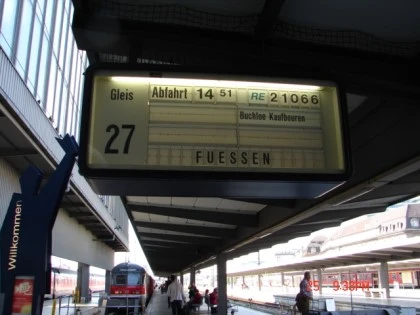 Gleis
Abfahrt 14 51 RE 21066
27
Buchloe Kaufbeuren
FUESSEN
Willkommen